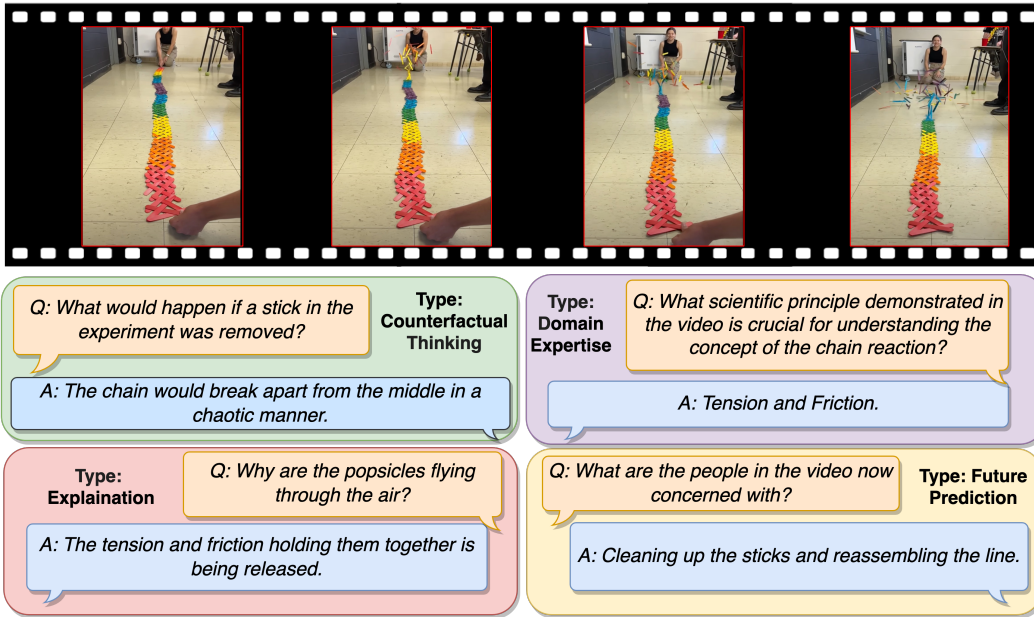 Q: What would happen if a stick in the
experiment was removed?
Type:
Counterfactual
Thinking
A: The chain would break apart from the middle in a
chaotic manner.
Type:
Domain
Expertise
Q: What scientific principle demonstrated in
the video is crucial for understanding the
concept of the chain reaction?
A: Tension and Friction.
Type:
Explaination
Q: Why are the popsicles flying
through the air?
A: The tension and friction holding them together is
being released.
Q: What are the people in the video now
concerned with?
Type: Future
Prediction
A: Cleaning up the sticks and reassembling the line.